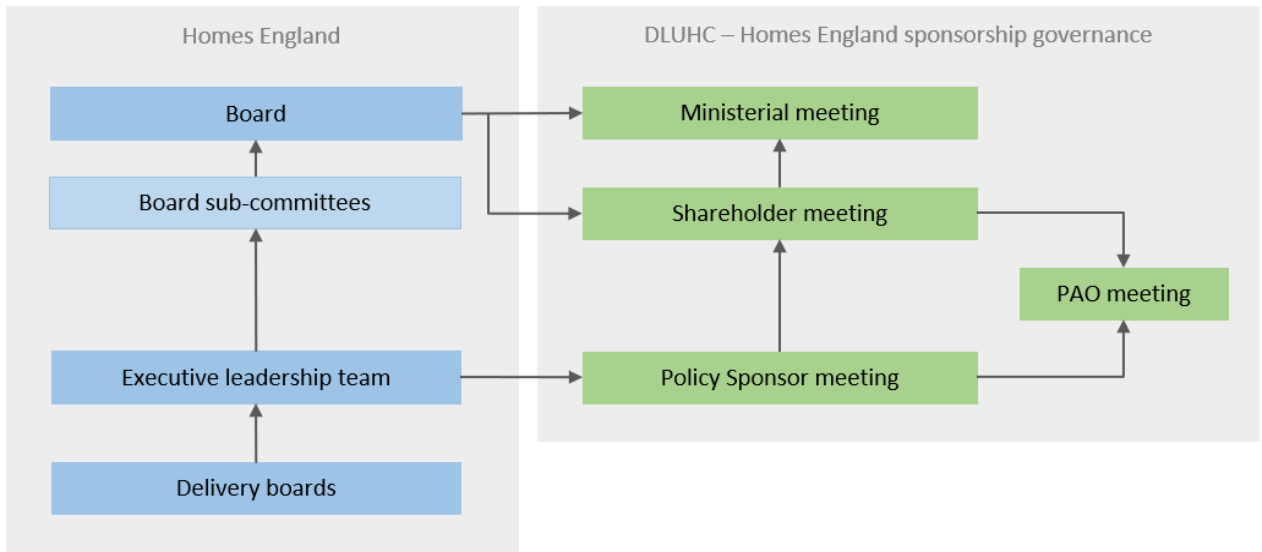 Homes England
Board
Board sub-committees
Executive leadership team
Delivery boards
DLUHC – Homes England sponsorship governance
Ministerial meeting
Shareholder meeting
PAO meeting
Policy Sponsor meeting